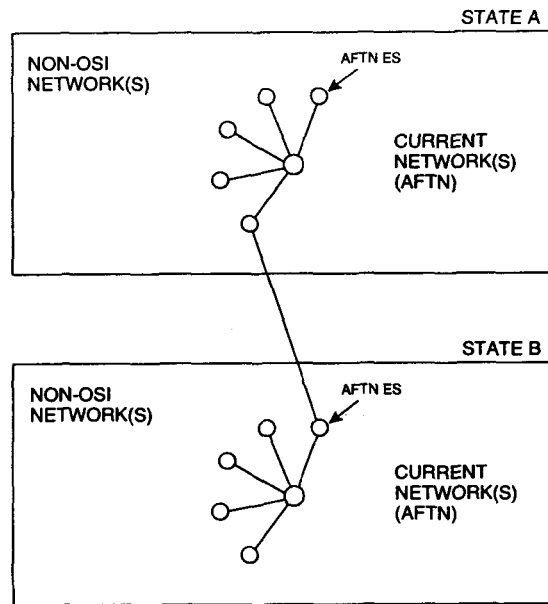 STATE A
NON-OSI
NETWORK(S)
AFTN ES
CURRENT
NETWORK(S)
(AFTN)
STATE B
NON-OSI
NETWORK(S)
AFTN ES
CURRENT
NETWORK(S)
(AFTN)